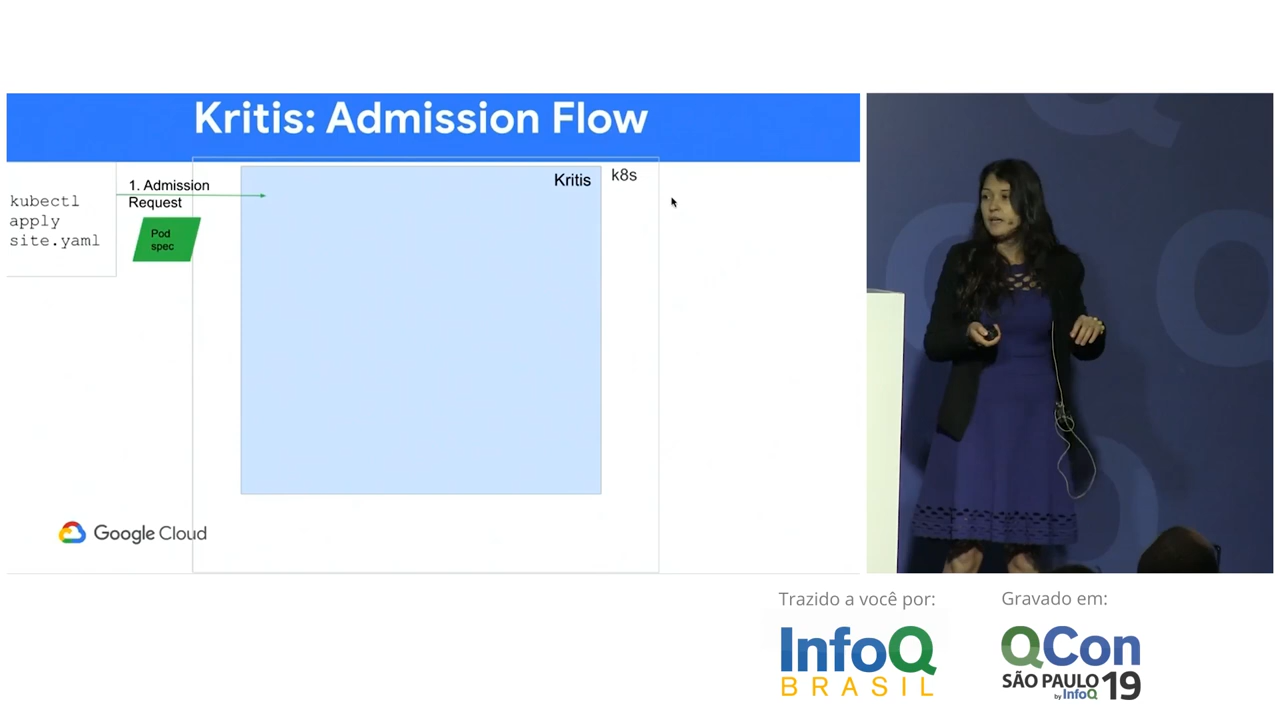 Kritis: Admission Flow
kubectl
apply
site.yaml
1. Admission
Request
Pod
spec
Kritis
k8s
Google Cloud
Trazido a você por:
InfoQ
BRASIL
Gravado em:
QCon
SÃO PAULO 19
by InfoQ